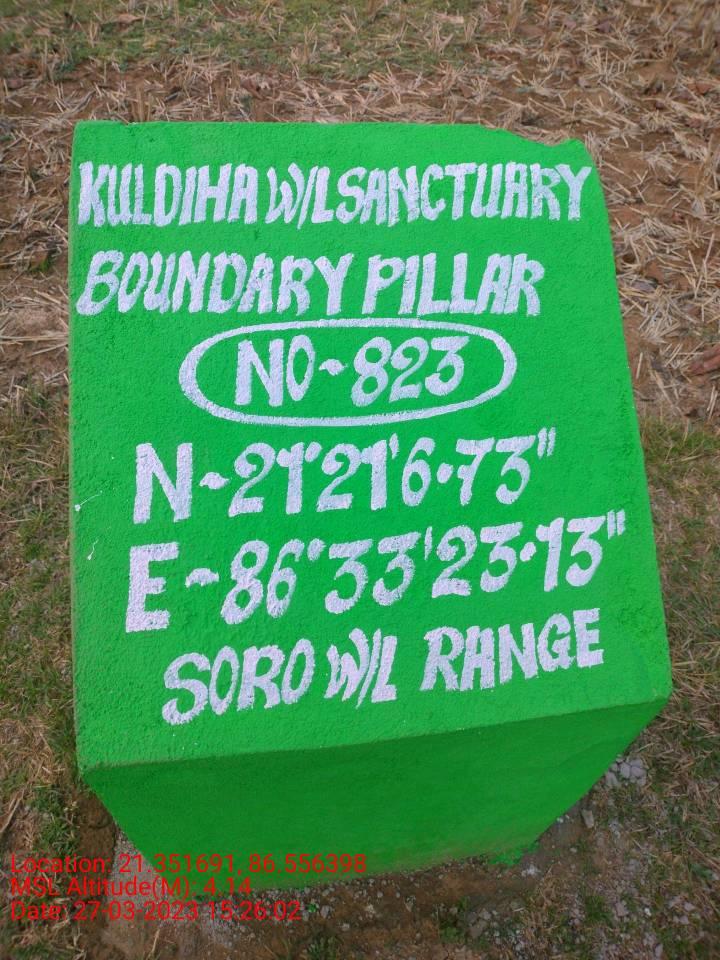 KULDIHA W/L SANCTUARY
BOUNDARY PILLAR
NO-823
N-21°21'6.73"
E-86°33'23.13"
SORO W/L RANGE
Location: 21.351691, 86.556398
MSL Altitude(M): 4.14
Date: 27-03-2023 15:26:02